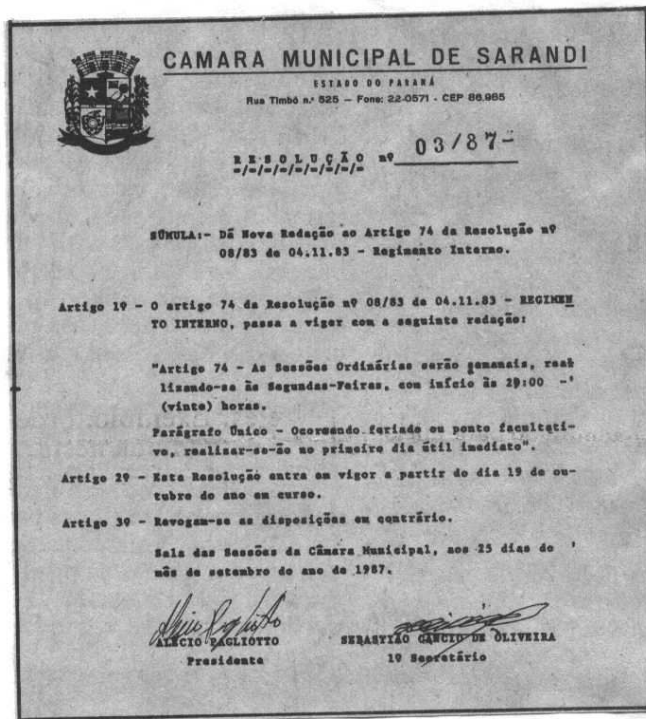 CAMARA MUNICIPAL DE SARANDI
ESTADO DO PARANÁ
Rua Timbó n.º 525 — Fone: 22-0571 - CEP 86.985
RESOLUÇÃO nº 03/87-
=/=/=/=/=/=/=/=
SÚMULA:- Dá Nova Redação ao Artigo 74 da Resolução nº
08/83 de 04.11.83 - Regimento Interno.
Artigo 1º - O artigo 74 da Resolução nº 08/83 de 04.11.83 - REGIMEN
TO INTERNO, passa a viger com a seguinte redação:
"Artigo 74 - As Sessões Ordinárias serão semanais, rea
lizando-se às Segundas-Feiras, com início às 20:00 -'
(vinte) horas.
Parágrafo Único - Ocorrendo feriado ou ponto facultati-
vo, realizar-se-ão no primeiro dia útil imediato".
Artigo 2º - Esta Resolução entra em vigor a partir do dia 1º de ou-
tubro do ano em curso.
Artigo 3º - Revogam-se as disposições em contrário.
Sala das Sessões da Câmara Municipal, aos 25 dias do '
mês de setembro do ano de 1987.
ALÉCIO PAGLIOTTO
SEBASTIÃO GÂNCIO DE OLIVEIRA
Presidente
1º Secretário